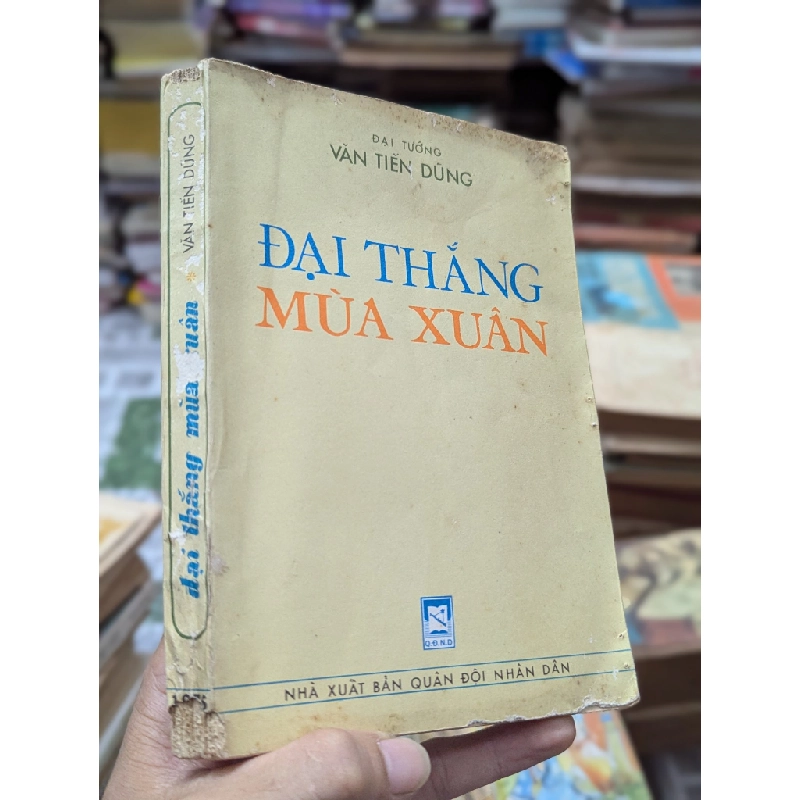 ĐẠI TƯỚNG
VĂN TIẾN DŨNG
ĐẠI THẮNG
MÙA XUÂN
Q.Đ.N.D
NHÀ XUẤT BẢN QUÂN ĐỘI NHÂN DÂN
VĂN TIẾN DŨNG
đại thắng mùa xuân